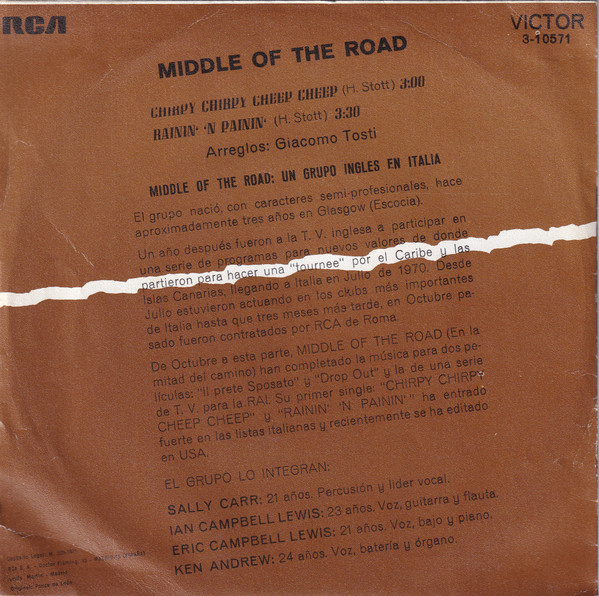 RCA
VICTOR
3-10571
MIDDLE OF THE ROAD
CHIRPY CHIRPY CHEEP CHEEP (H. Stott) 3:00
RAININ' 'N PAININ' (H. Stott) 3:30
Arreglos: Giacomo Tosti
MIDDLE OF THE ROAD: UN GRUPO INGLES EN ITALIA
El grupo nació, con caracteres semi-profesionales, hace
aproximadamente tres años en Glasgow (Escocia).
Un año después fueron a la T. V. inglesa a participar en
una serie de programas para nuevos valores de donde
partieron para hacer una "tournee" por el Caribe y las
Islas Canarias, llegando a Italia en Julio de 1970. Desde
Julio estuvieron actuando en los clubs más importantes
de Italia hasta que tres meses más tarde, en Octubre pa-
sado fueron contratados por RCA de Roma.
De Octubre a esta parte, MIDDLE OF THE ROAD (En la
mitad del camino) han completado la música para dos pe-
lículas: "Il prete Sposato" y "Drop Out" y la de una serie
de T. V. para la RAI. Su primer single: "CHIRPY CHIRPY
CHEEP CHEEP" y "RAININ' 'N PAININ'" ha entrado
fuerte en las listas italianas y recientemente se ha editado
en USA.
EL GRUPO LO INTEGRAN:
SALLY CARR: 21 años. Percusión y lider vocal.
IAN CAMPBELL LEWIS: 23 años. Voz, guitarra y flauta.
ERIC CAMPBELL LEWIS: 21 años. Voz, bajo y piano.
KEN ANDREW: 24 años. Voz, batería y órgano.